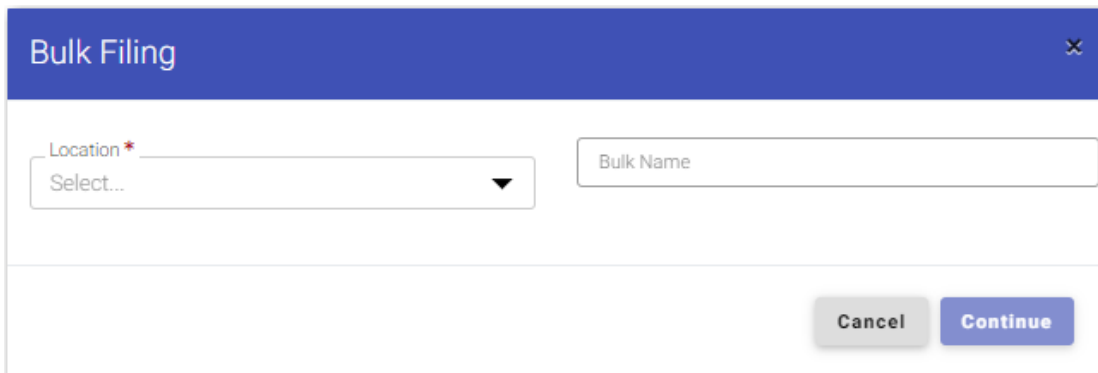 Bulk Filing
Location *
Select...
Bulk Name
Cancel
Continue